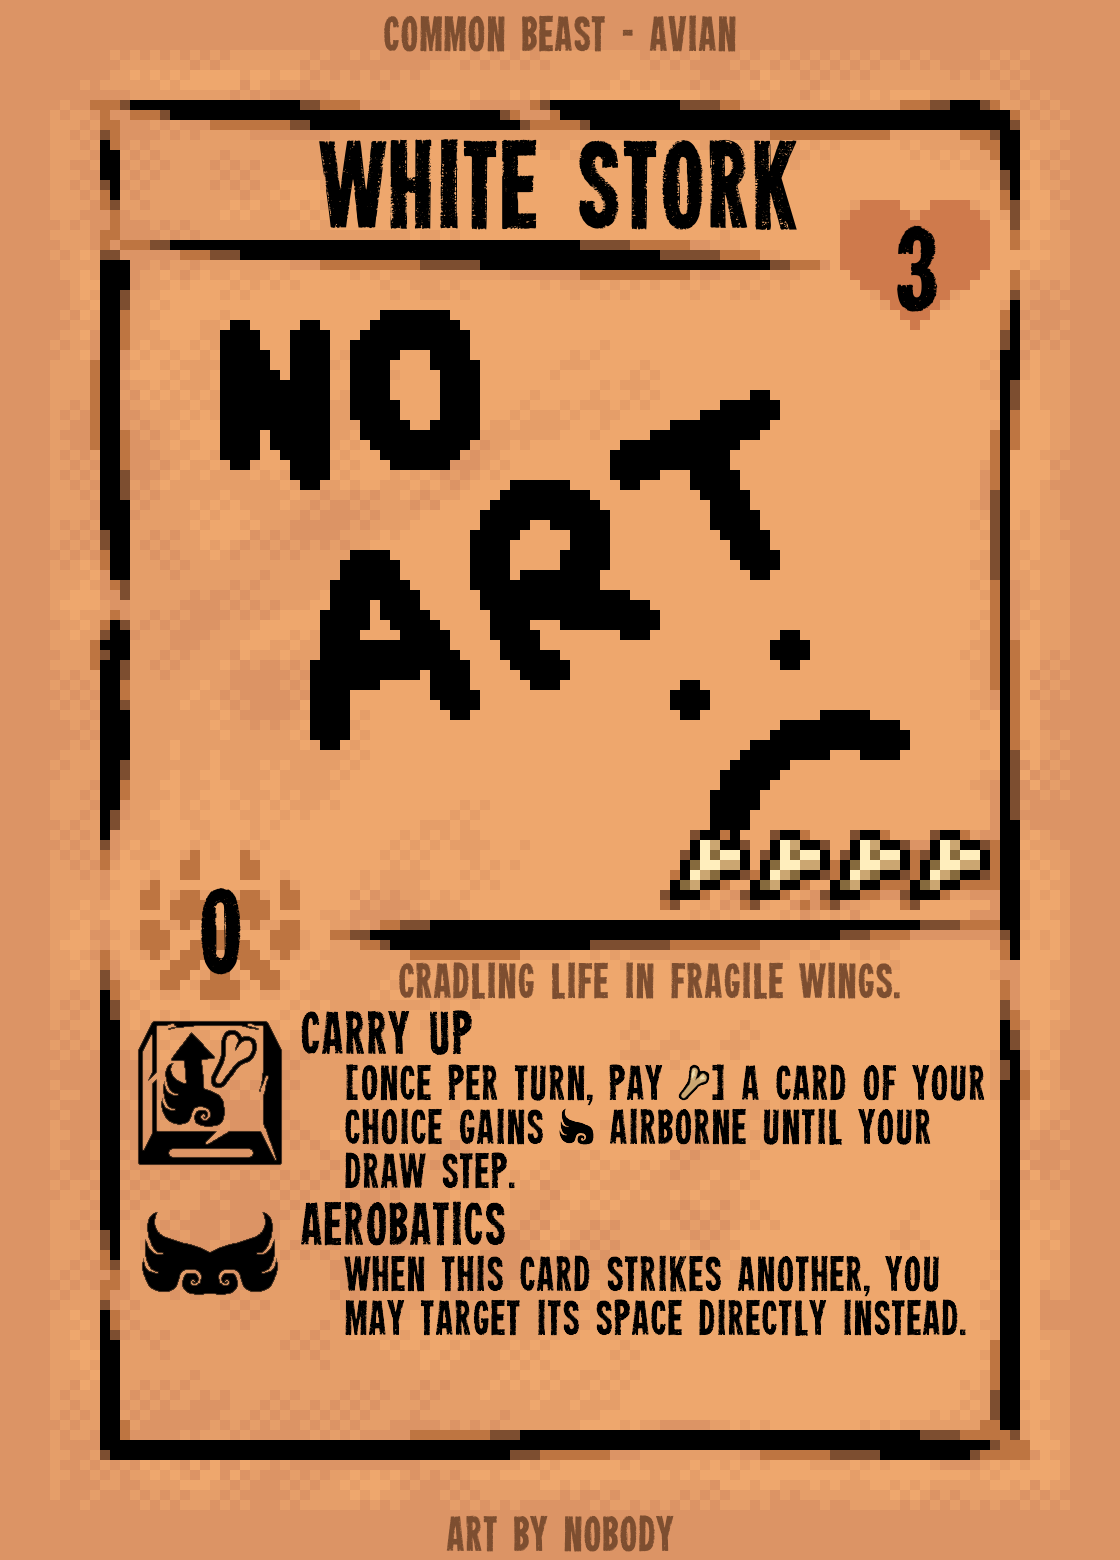 COMMON BEAST - AVIAN
WHITE STORK
3
NO
ART
0
CRADLING LIFE IN FRAGILE WINGS.
CARRY UP
[ONCE PER TURN, PAY ] A CARD OF YOUR
CHOICE GAINS AIRBORNE UNTIL YOUR
DRAW STEP.
AEROBATICS
WHEN THIS CARD STRIKES ANOTHER, YOU
MAY TARGET ITS SPACE DIRECTLY INSTEAD.
ART BY NOBODY